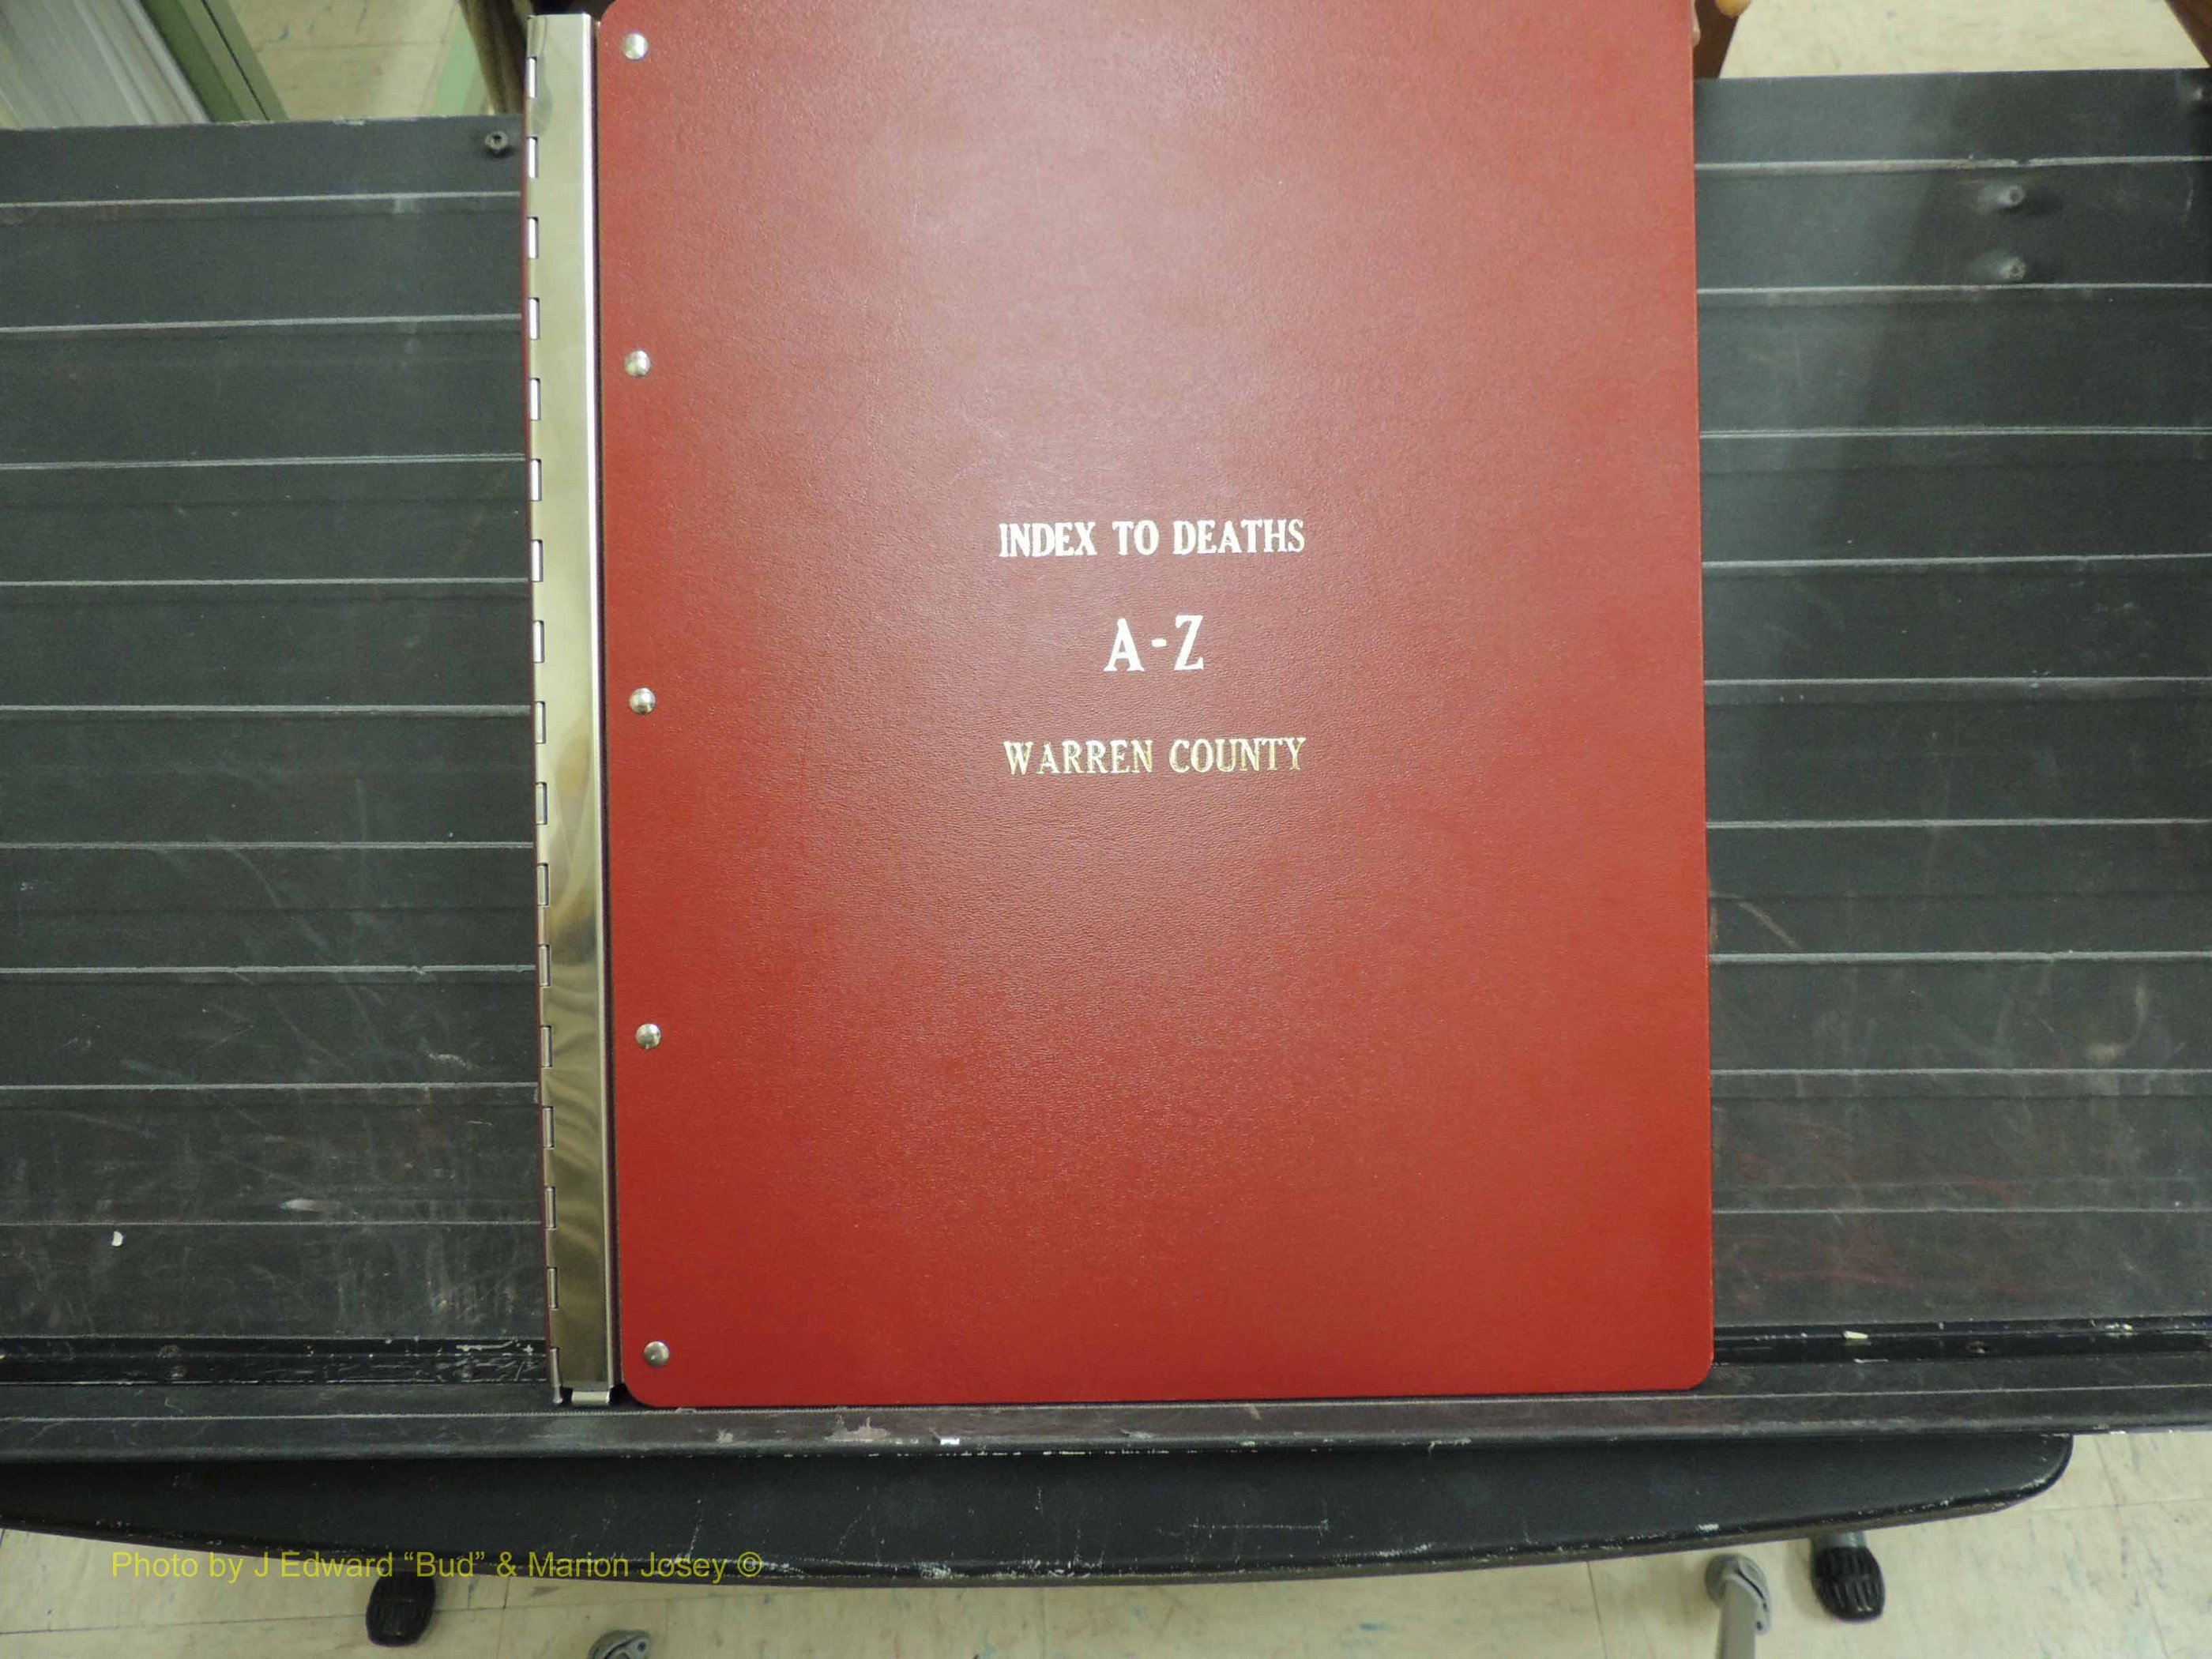 INDEX TO DEATHS
A-Z
WARREN COUNTY
Photo by J Edward “Bud” & Marion Josey ©